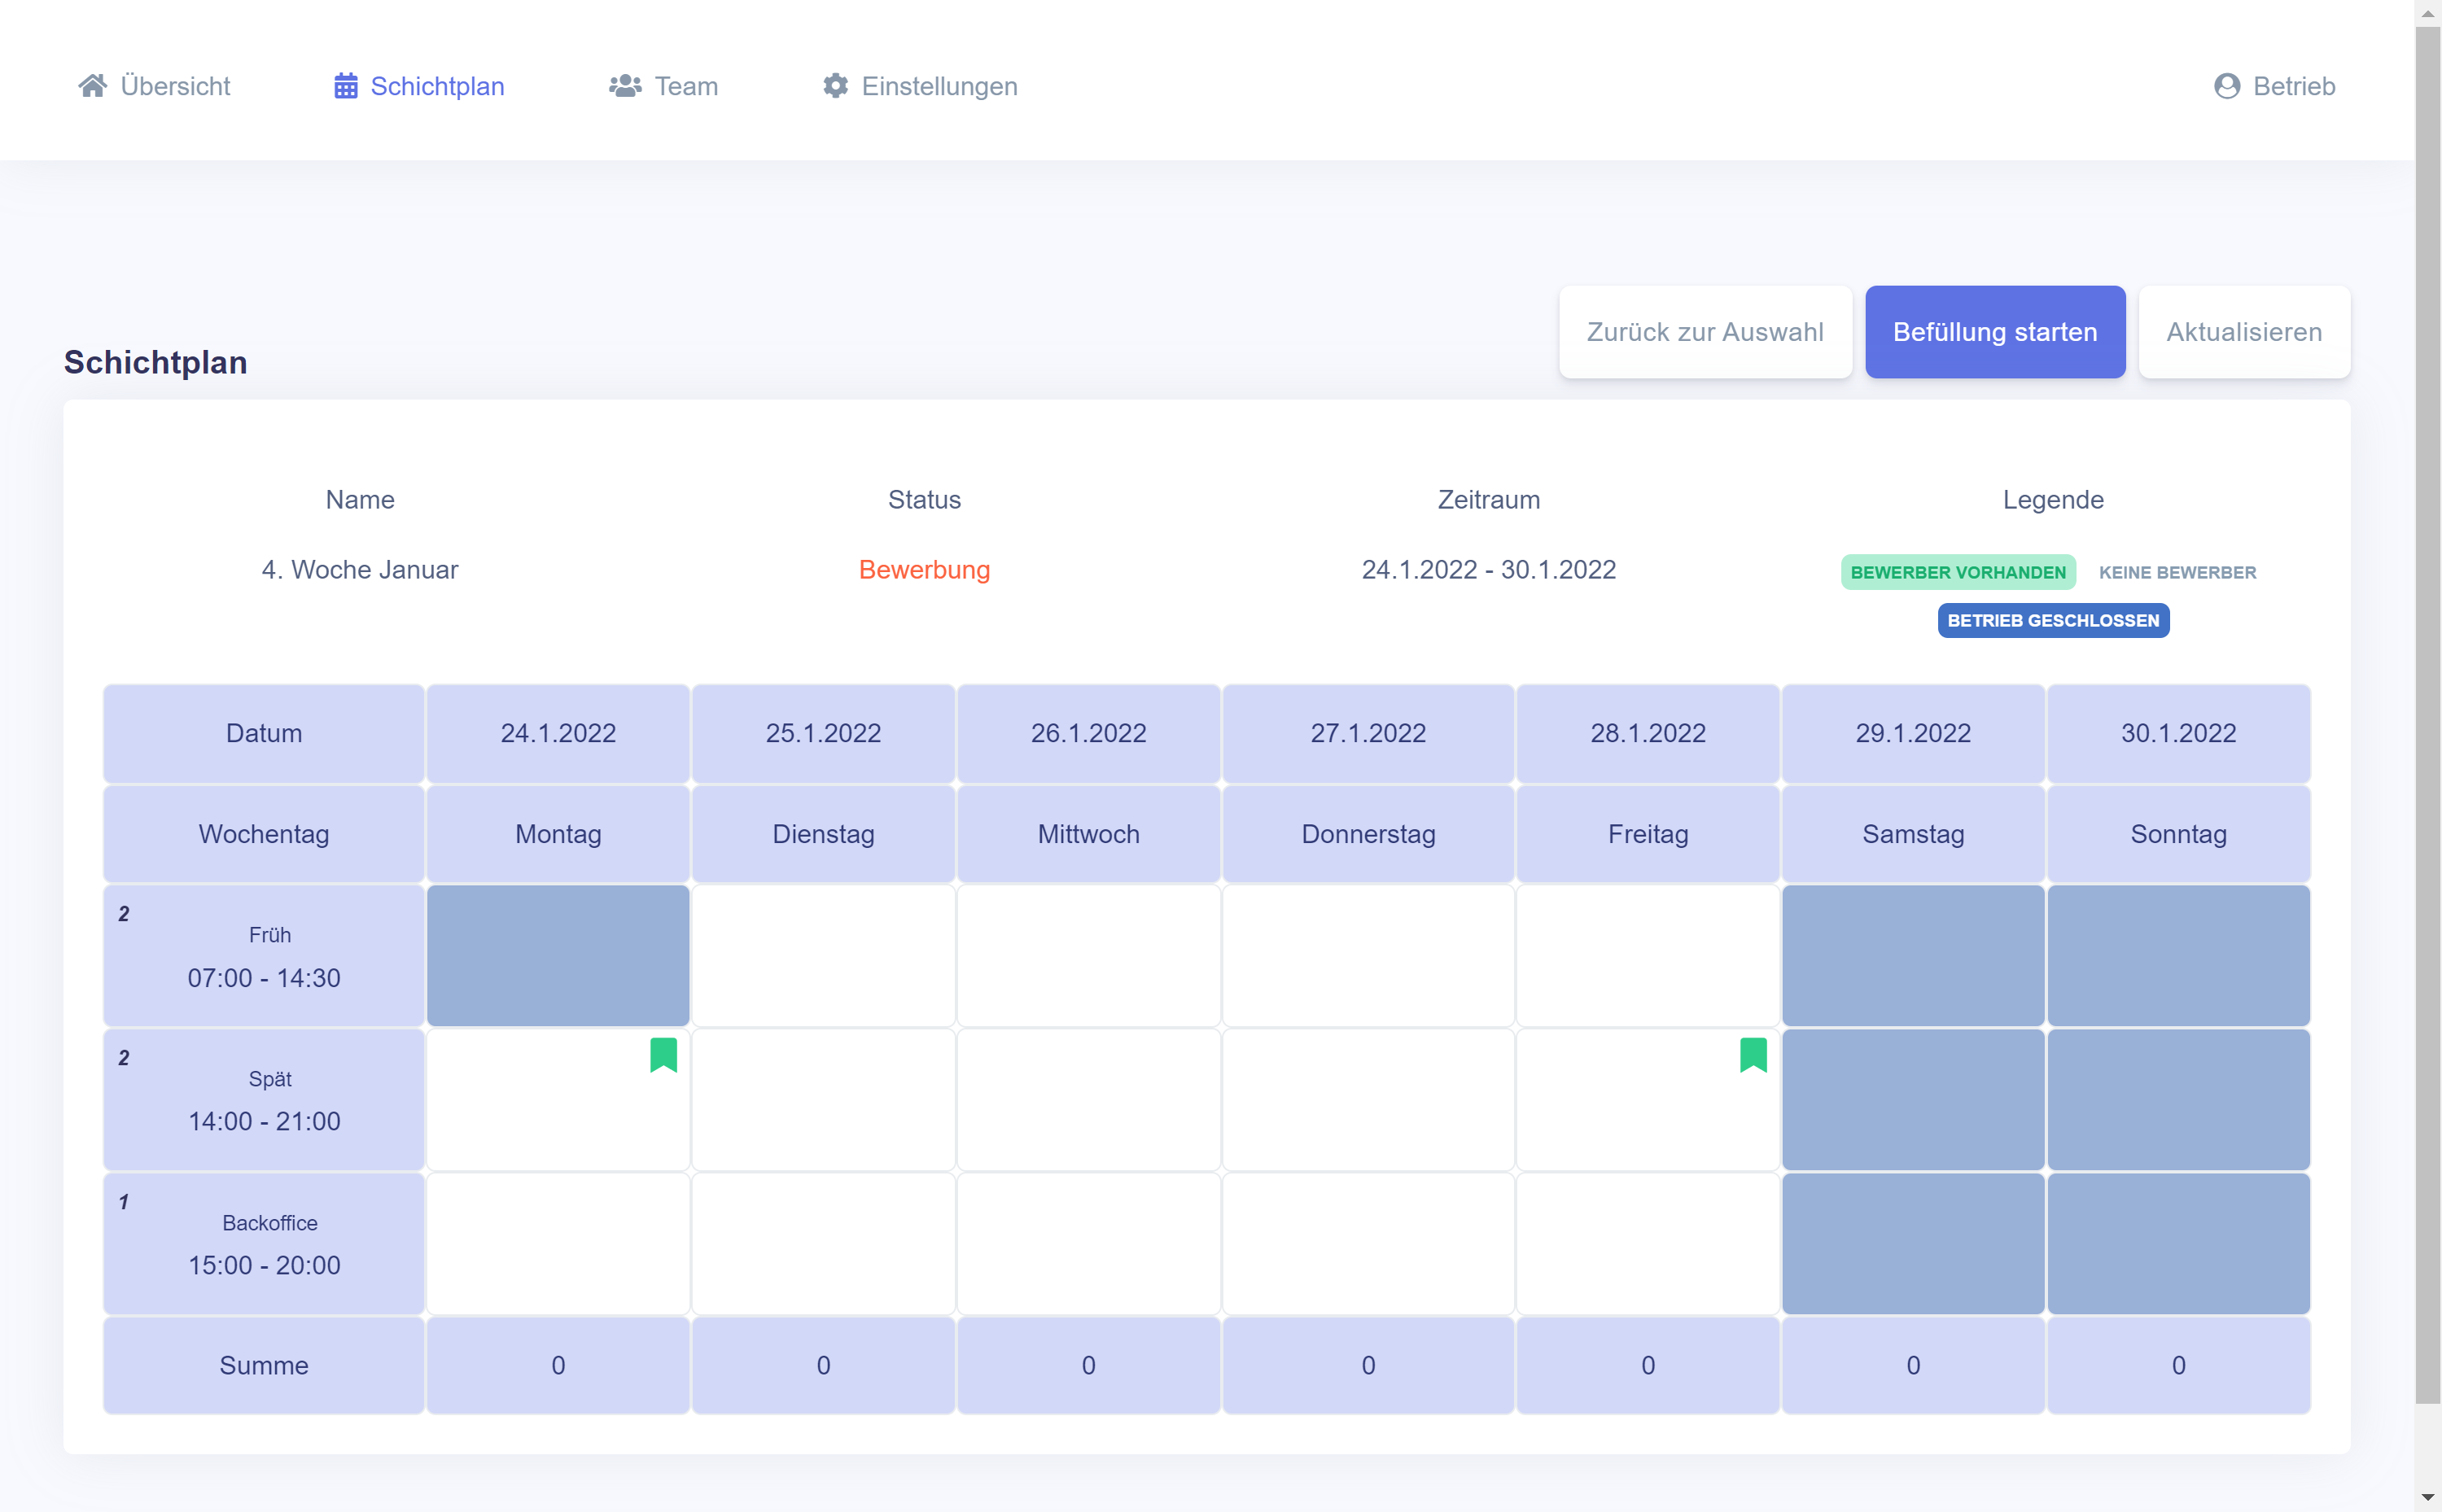 Übersicht Schichtplan Team Einstellungen Betrieb
Zurück zur Auswahl Befüllung starten Aktualisieren
Schichtplan
Name Status Zeitraum Legende
4. Woche Januar Bewerbung 24.1.2022 - 30.1.2022 BEWERBER VORHANDEN KEINE BEWERBER
BETRIEB GESCHLOSSEN
Datum 24.1.2022 25.1.2022 26.1.2022 27.1.2022 28.1.2022 29.1.2022 30.1.2022
Wochentag Montag Dienstag Mittwoch Donnerstag Freitag Samstag Sonntag
2
Früh
07:00 - 14:30
2
Spät
14:00 - 21:00
1
Backoffice
15:00 - 20:00
Summe 0 0 0 0 0 0 0